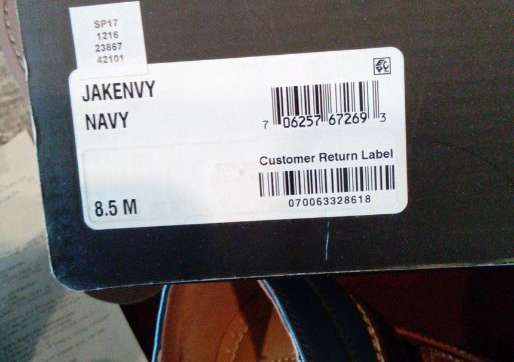 SP17
1216
23867
42101
JAKENVY
NAVY
7 06257 67269 3
Customer Return Label
070063328618
8.5 M